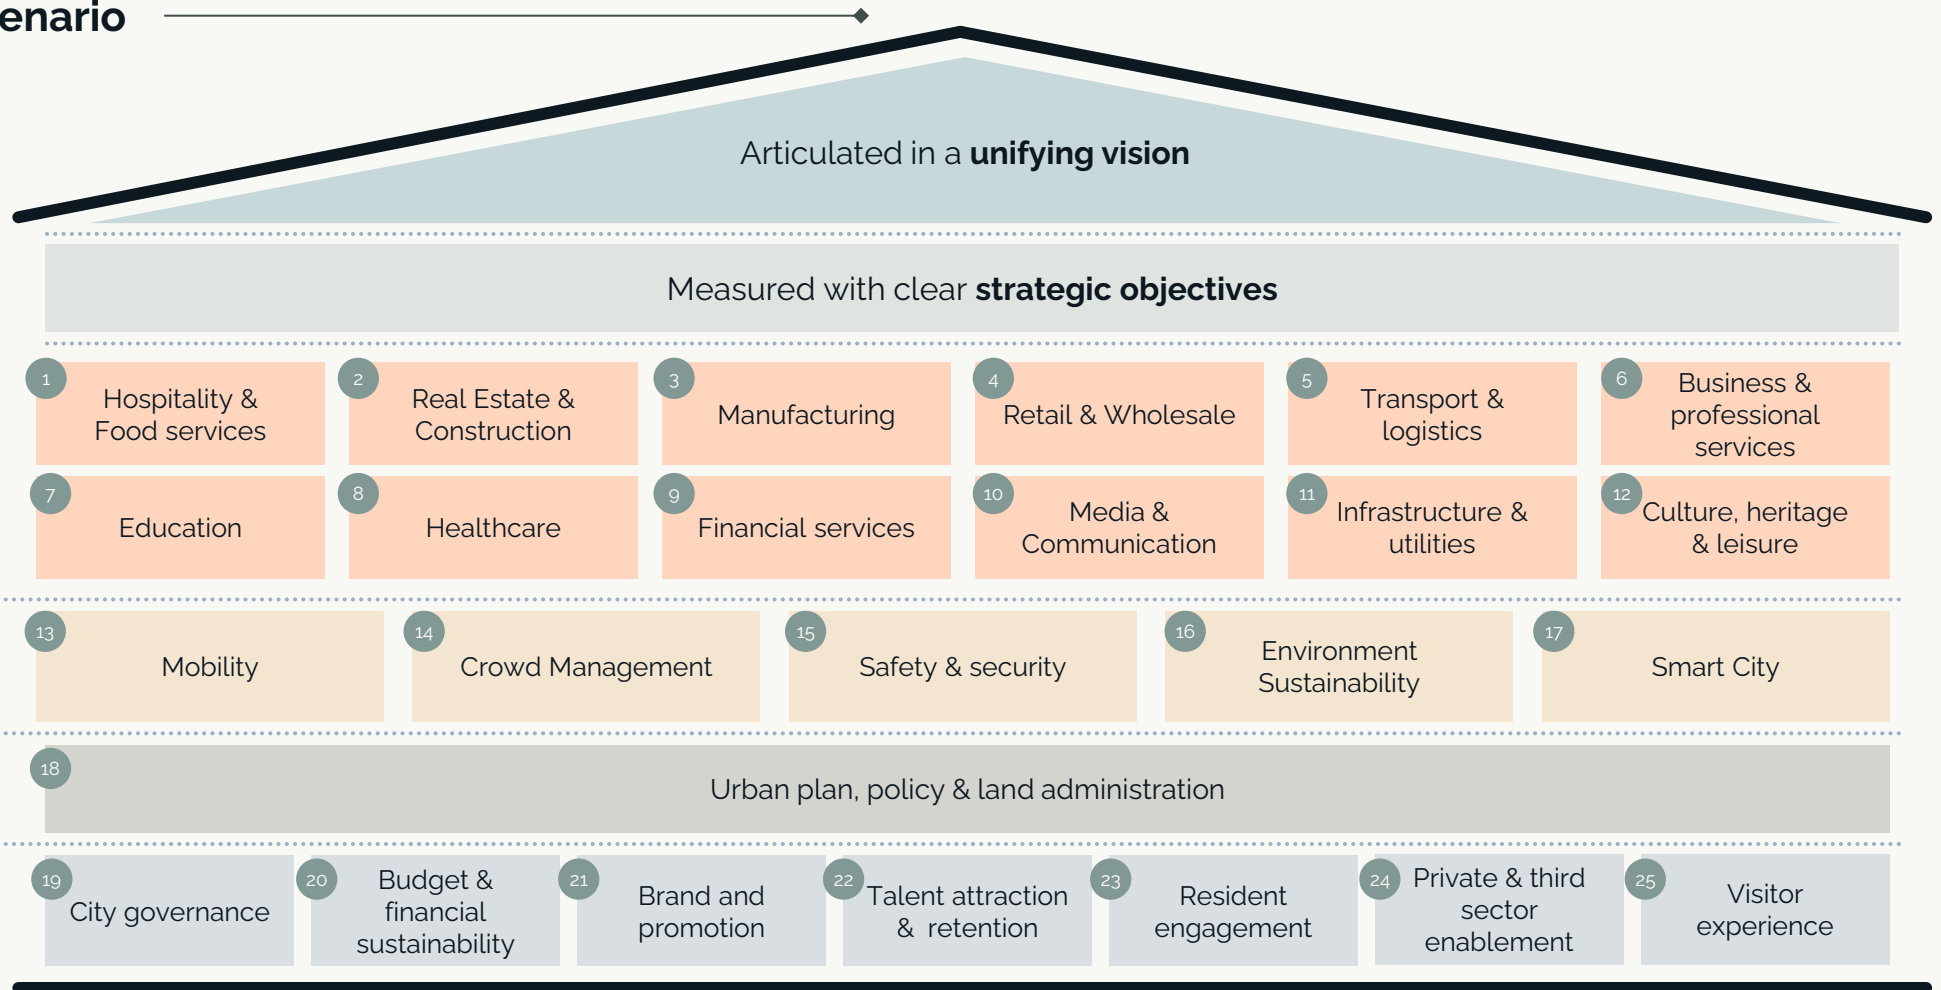 enario
Articulated in a unifying vision
Measured with clear strategic objectives
1
Hospitality &
Food services
2
Real Estate &
Construction
3
Manufacturing
4
Retail & Wholesale
5
Transport &
logistics
6
Business &
professional
services
7
Education
8
Healthcare
9
Financial services
10
Media &
Communication
11
Infrastructure &
utilities
12
Culture, heritage
& leisure
13
Mobility
14
Crowd Management
15
Safety & security
16
Environment
Sustainability
17
Smart City
18
Urban plan, policy & land administration
19
City governance
20
Budget &
financial
sustainability
21
Brand and
promotion
22
Talent attraction
& retention
23
Resident
engagement
24
Private & third
sector
enablement
25
Visitor
experience